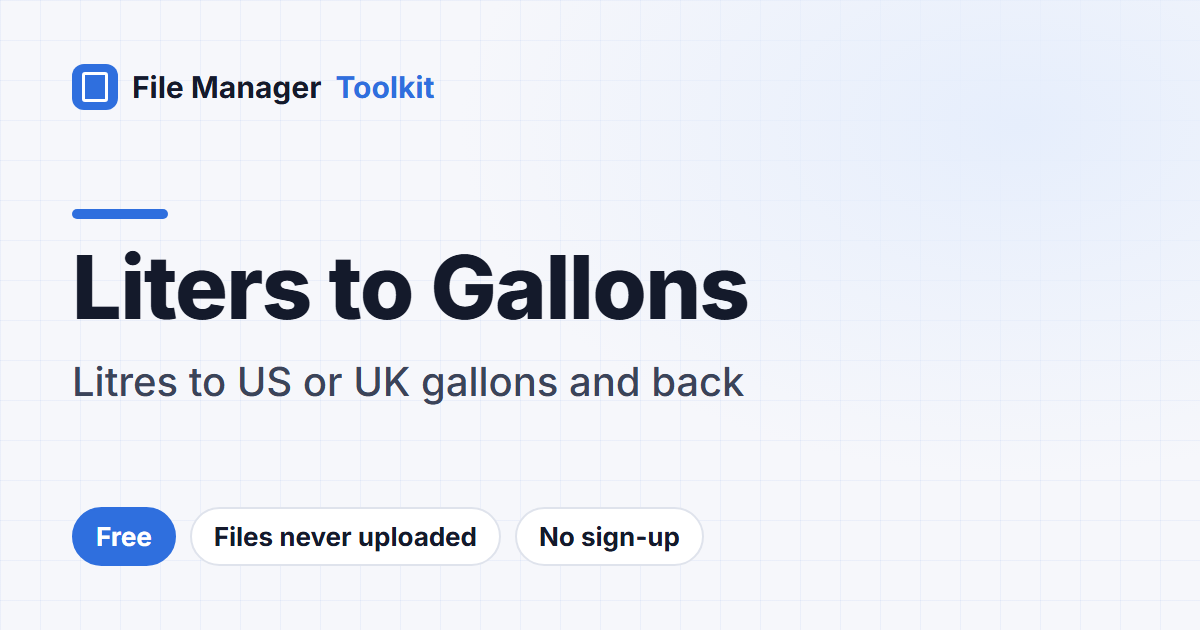 File Manager Toolkit
Liters to Gallons
Litres to US or UK gallons and back
Free
Files never uploaded
No sign-up